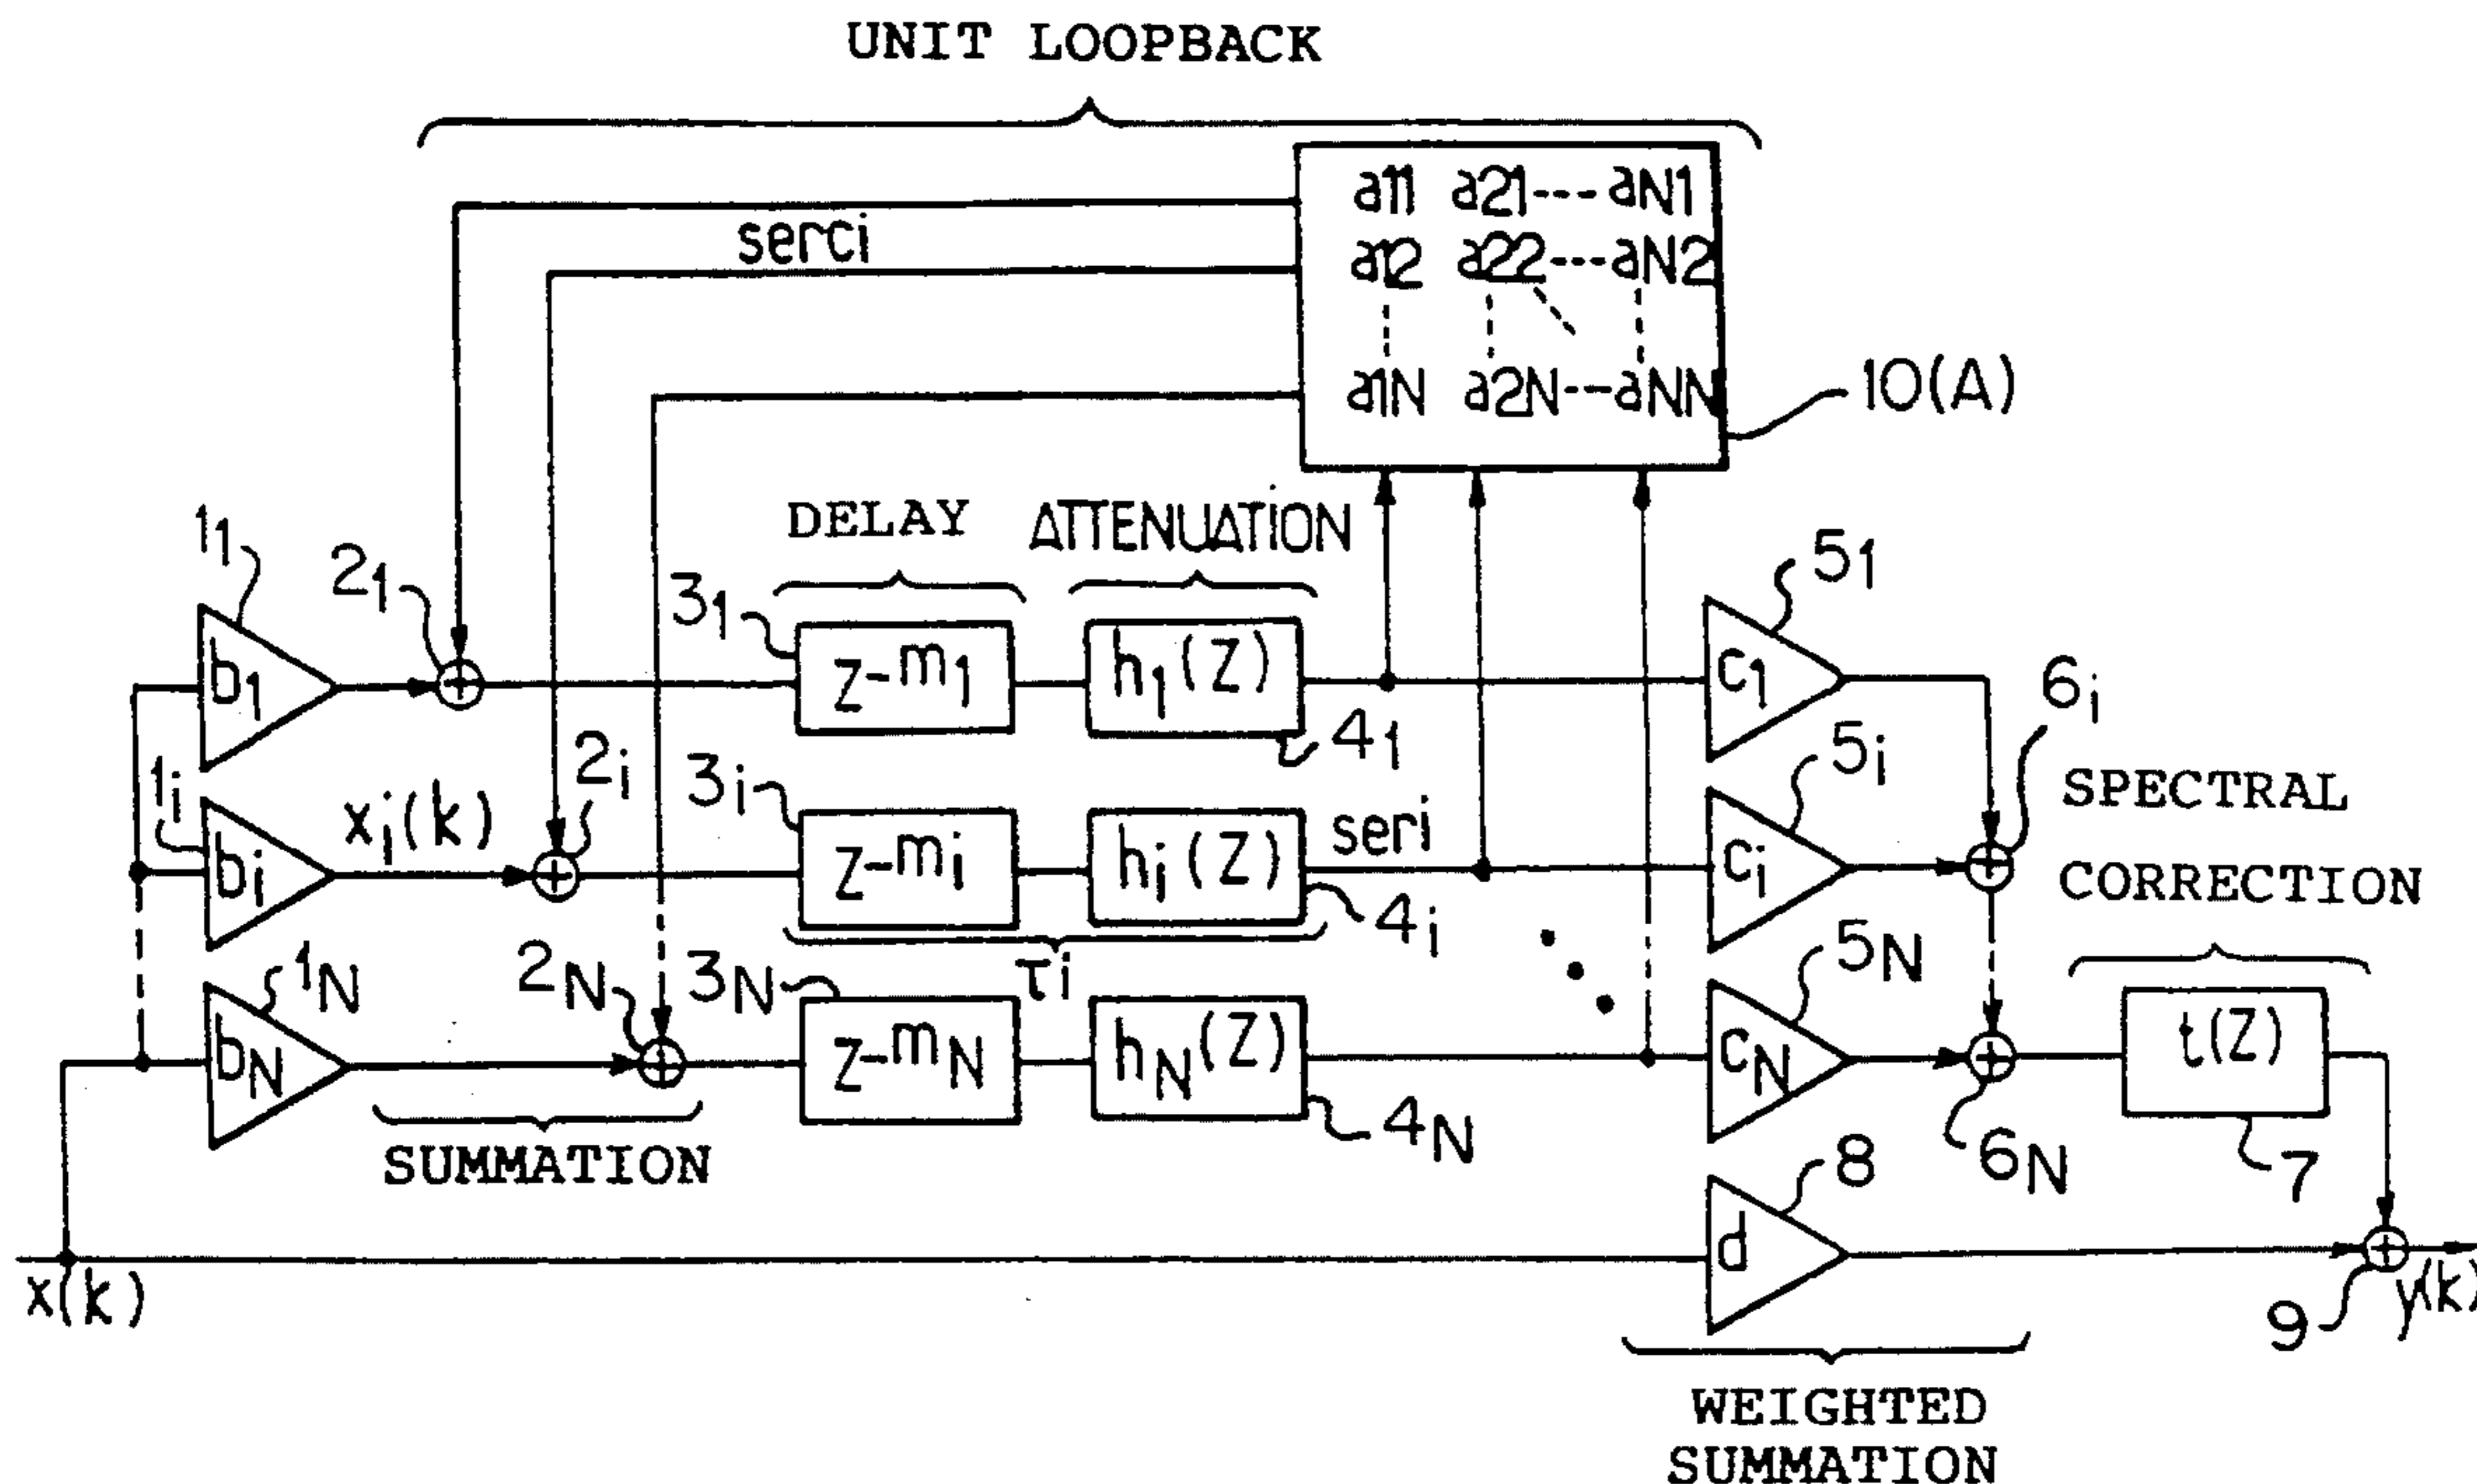 UNIT LOOPBACK
a11 a21---aN1
serci
a12 a22---aN2
a1N a2N---aNN
10(A)
DELAY
ATTENUATION
1₁
2₁
3₁
5₁
b₁
z-m₁
h₁(Z)
4₁
c₁
6ᵢ
1ᵢ
xᵢ(k)
2ᵢ
3ᵢ
seri
5ᵢ
SPECTRAL
CORRECTION
bᵢ
z-mᵢ
hᵢ(Z)
4ᵢ
cᵢ
τi
1N
2N
3N
5N
bN
z-mN
hN(Z)
4N
cN
6N
t(Z)
7
SUMMATION
8
d
x(k)
9
y(k)
WEIGHTED
SUMMATION